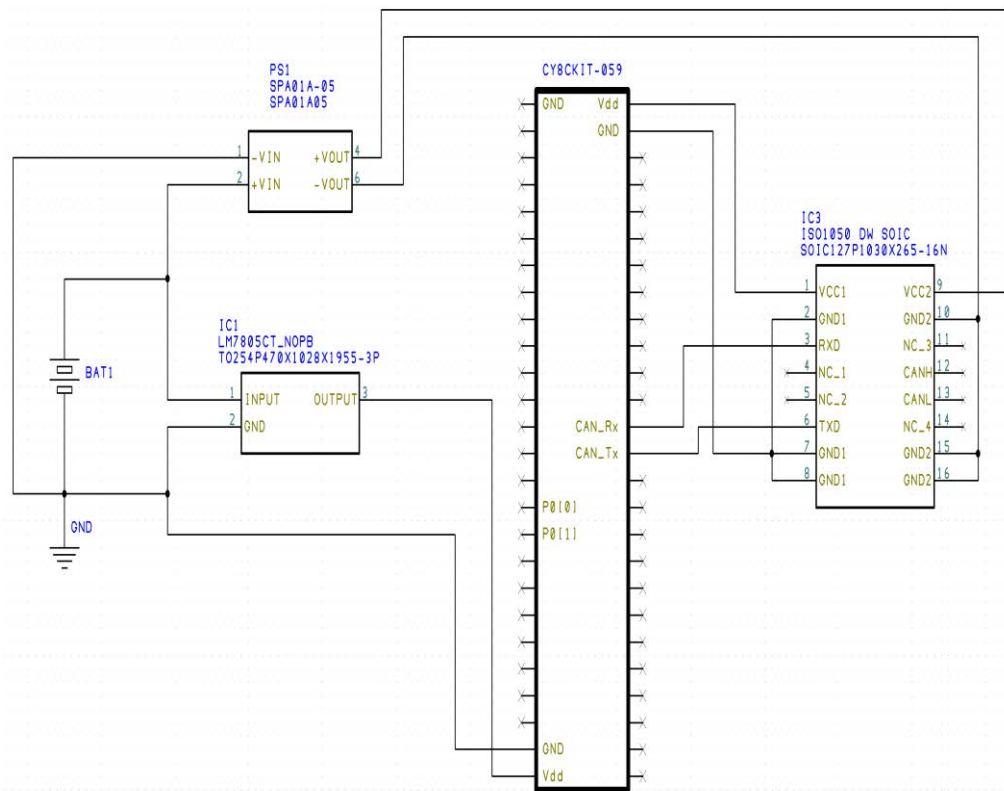 PS1
SPA01A-05
SPA01A05
1 -VIN +VOUT 4
2 +VIN -VOUT 6
BAT1
GND
IC1
LM7805CT_NOPB
TO254P470X1028X1955-3P
1 INPUT OUTPUT 3
2 GND
CY8CKIT-059
GND Vdd
GND
CAN_Rx
CAN_Tx
P0[0]
P0[1]
GND
Vdd
IC3
ISO1050 DW SOIC
SOIC127P1030X265-16N
1 VCC1 VCC2 9
2 GND1 GND2 10
3 RXD NC_3 11
4 NC_1 CANH 12
5 NC_2 CANL 13
6 TXD NC_4 14
7 GND1 GND2 15
8 GND1 GND2 16